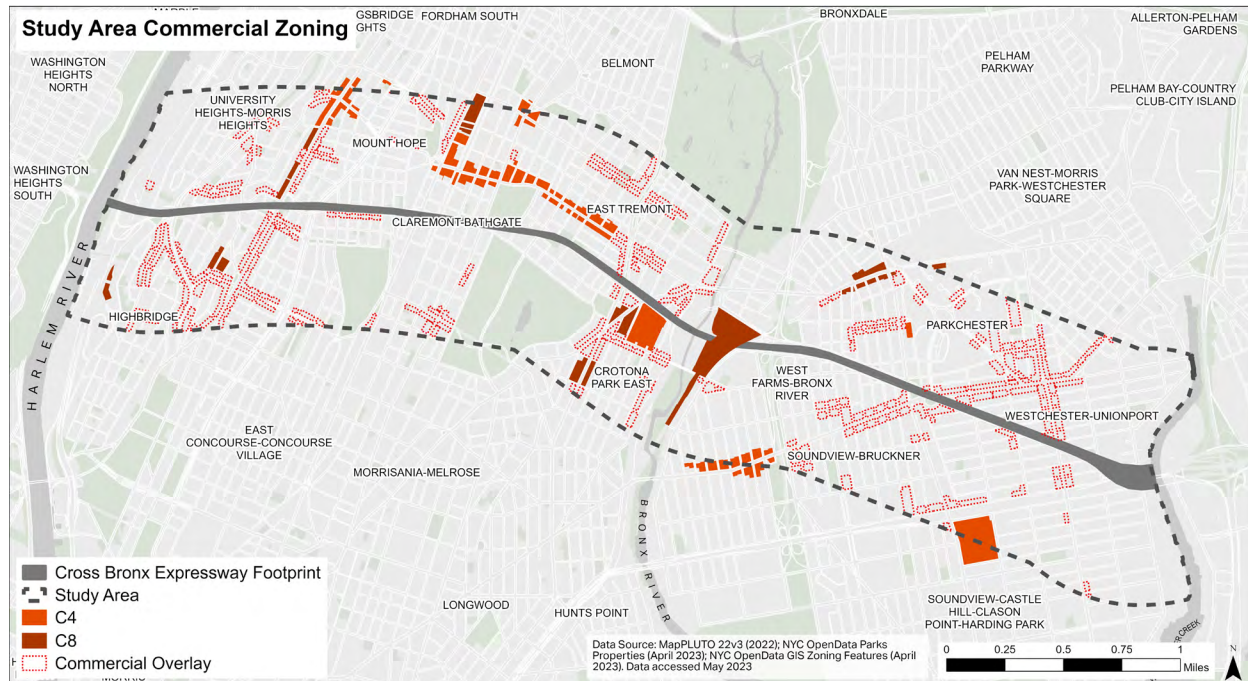 Study Area Commercial Zoning
GSBRIDGE
GHTS
FORDHAM SOUTH
BRONXDALE
ALLERTON-PELHAM
GARDENS
WASHINGTON
HEIGHTS
NORTH
BELMONT
PELHAM
PARKWAY
PELHAM BAY-COUNTRY
CLUB-CITY ISLAND
UNIVERSITY
HEIGHTS-MORRIS
HEIGHTS
MOUNT HOPE
WASHINGTON
HEIGHTS
SOUTH
VAN NEST-MORRIS
PARK-WESTCHESTER
SQUARE
EAST TREMONT
CLAREMONT-BATHGATE
HARLEM RIVER
HIGHBRIDGE
PARKCHESTER
CROTONA
PARK EAST
WEST
FARMS-BRONX
RIVER
WESTCHESTER-UNIONPORT
EAST
CONCOURSE-CONCOURSE
VILLAGE
MORRISANIA-MELROSE
SOUNDVIEW-BRUCKNER
BRONX RIVER
Cross Bronx Expressway Footprint
Study Area
C4
C8
Commercial Overlay
LONGWOOD
HUNTS POINT
SOUNDVIEW-CASTLE
HILL-CLASON
POINT-HARDING PARK
CREEK
Data Source: MapPLUTO 22v3 (2022); NYC OpenData Parks
Properties (April 2023); NYC OpenData GIS Zoning Features (April
2023). Data accessed May 2023
0 0.25 0.5 0.75 1
Miles
N